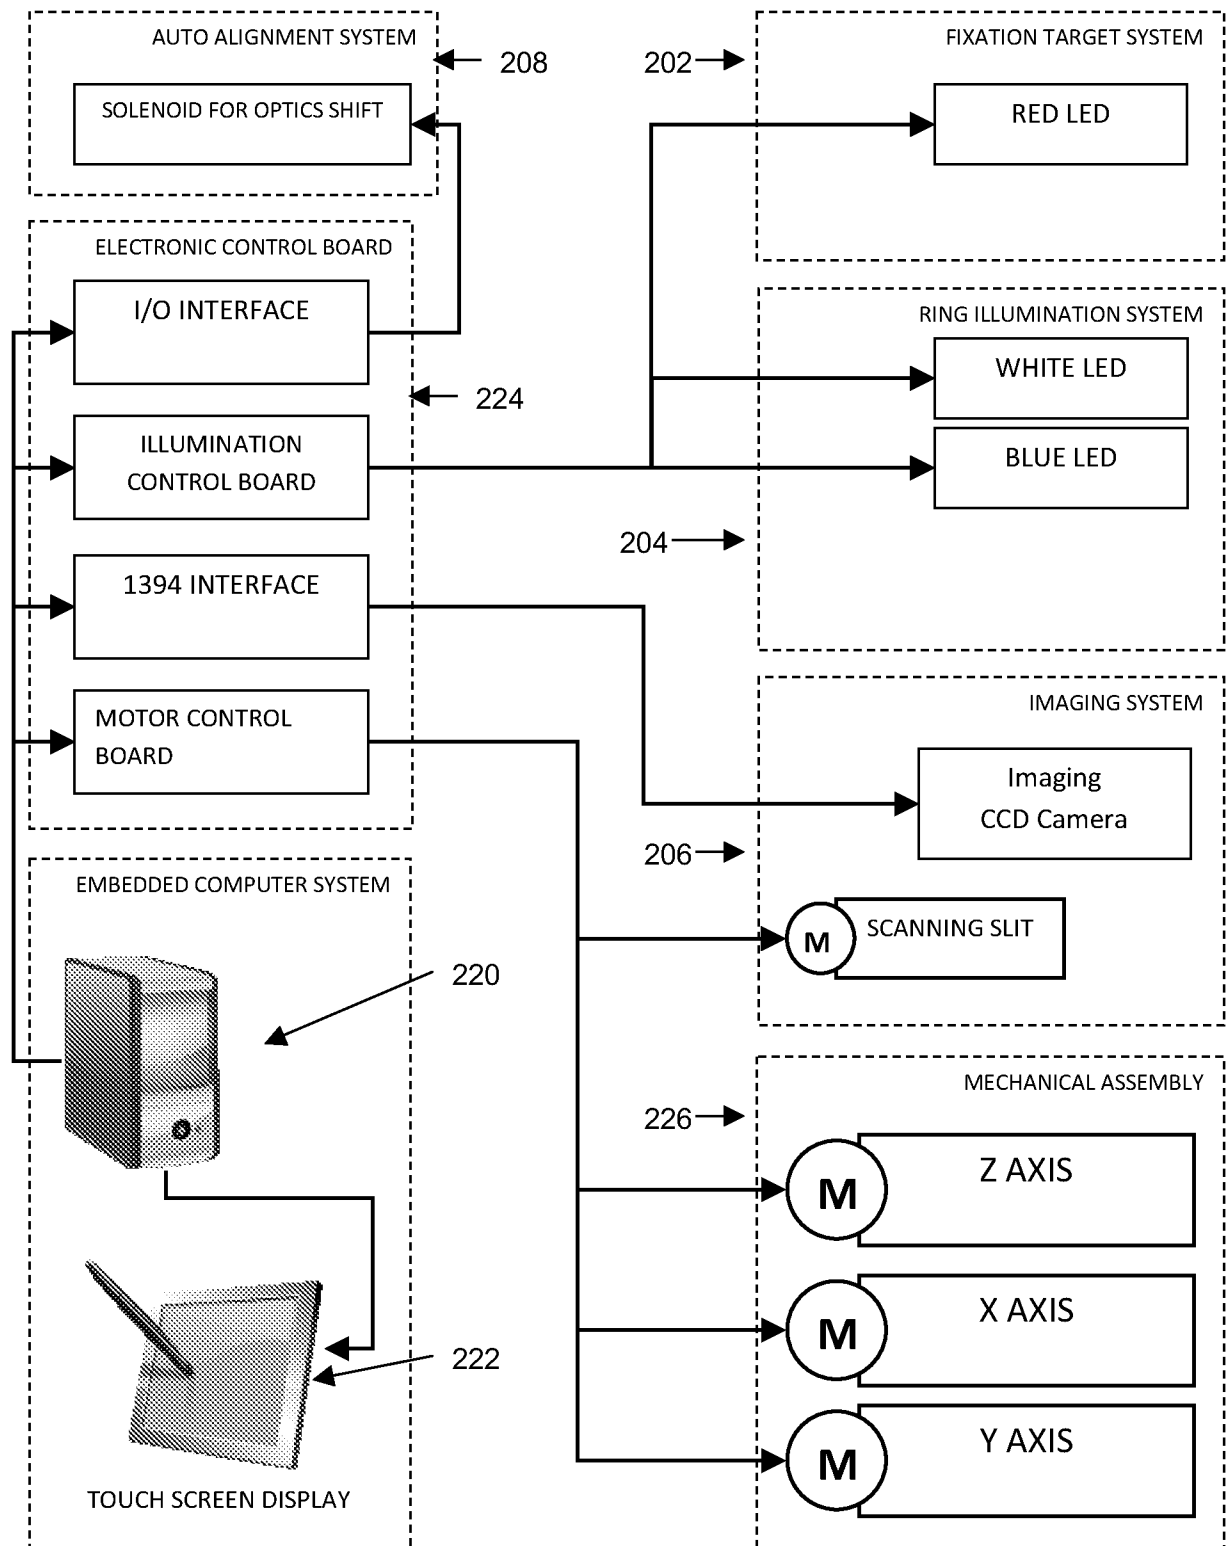 AUTO ALIGNMENT SYSTEM
208
SOLENOID FOR OPTICS SHIFT
202
FIXATION TARGET SYSTEM
RED LED
ELECTRONIC CONTROL BOARD
I/O INTERFACE
224
ILLUMINATION
CONTROL BOARD
1394 INTERFACE
MOTOR CONTROL
BOARD
RING ILLUMINATION SYSTEM
WHITE LED
BLUE LED
204
IMAGING SYSTEM
Imaging
CCD Camera
206
M
SCANNING SLIT
EMBEDDED COMPUTER SYSTEM
220
222
TOUCH SCREEN DISPLAY
MECHANICAL ASSEMBLY
226
M
Z AXIS
M
X AXIS
M
Y AXIS